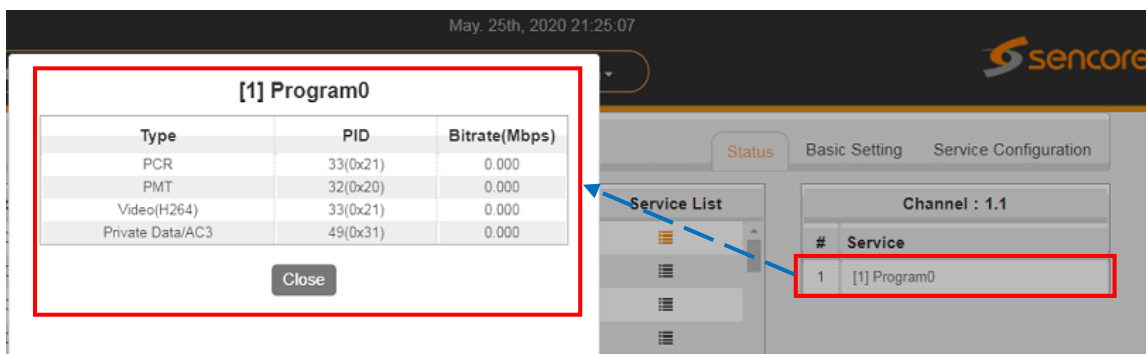 May. 25th, 2020 21:25:07
sencore
[1] Program0
Type PID Bitrate(Mbps)
PCR 33(0x21) 0.000
PMT 32(0x20) 0.000
Video(H264) 33(0x21) 0.000
Private Data/AC3 49(0x31) 0.000
Close
Status Basic Setting Service Configuration
Service List
Channel : 1.1
# Service
1 [1] Program0